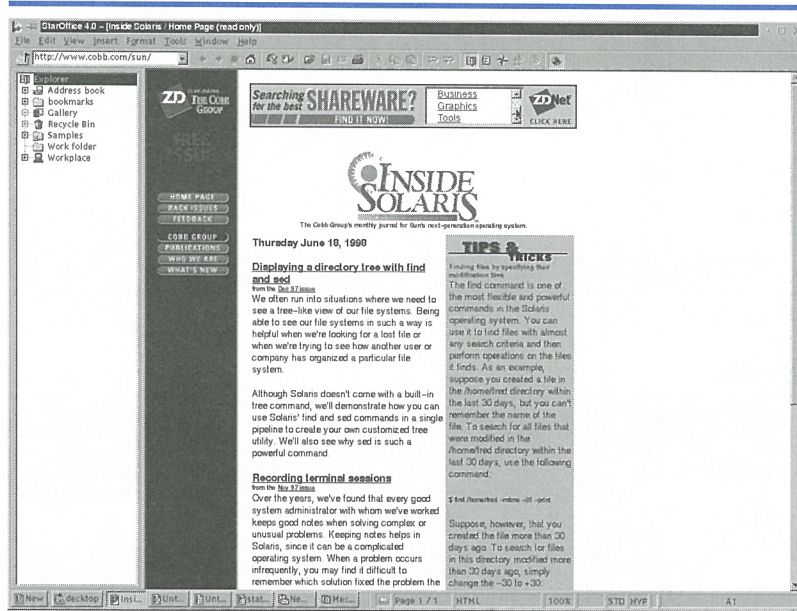 StarOffice 4.0 – [Inside Solaris / Home Page (read only)]
File Edit View Insert Format Tools Window Help
http://www.cobb.com/sun/
Explorer
Address book
bookmarks
Gallery
Recycle Bin
Samples
Work folder
Workplace
ZD THE COBB GROUP
FREE ISSUE
HOME PAGE
BACK ISSUES
FEEDBACK
COBB GROUP
PUBLICATIONS
WHO WE ARE
WHAT'S NEW
Searching for the best SHAREWARE?
FIND IT NOW!
Business
Graphics
Tools
ZDNet
CLICK HERE
INSIDE
SOLARIS
The Cobb Group's monthly journal for Sun's next-generation operating system.
Thursday June 18, 1998
Displaying a directory tree with find
and sed
from the Dec 97 issue
We often run into situations where we need to
see a tree-like view of our file systems. Being
able to see our file systems in such a way is
helpful when we're looking for a lost file or
when we're trying to see how another user or
company has organized a particular file
system.
Although Solaris doesn't come with a built-in
tree command, we'll demonstrate how you can
use Solaris' find and sed commands in a single
pipeline to create your own customized tree
utility. We'll also see why sed is such a
powerful command.
Recording terminal sessions
from the Nov 97 issue
Over the years, we've found that every good
system administrator with whom we've worked
keeps good notes when solving complex or
unusual problems. Keeping notes helps in
Solaris, since it can be a complicated
operating system. When a problem occurs
infrequently, you may find it difficult to
remember which solution fixed the problem the
TIPS &
TRICKS
Finding files by specifying their
modification time
The find command is one of
the most flexible and powerful
commands in the Solaris
operating system. You can
use it to find files with almost
any search criteria and then
perform operations on the files
it finds. As an example,
suppose you created a file in
the /home/fred directory within
the last 30 days, but you can't
remember the name of the
file. To search for all files that
were modified in the
/home/fred directory within the
last 30 days, use the following
command:
$ find /home/fred -mtime -30 -print
Suppose, however, that you
created the file more than 30
days ago. To search for files
in this directory modified more
than 30 days ago, simply
change the -30 to +30:
New desktop Insi... Unt... Unt... stat... Ne... Mes... Page 1 / 1 HTML 100% STD HYP A1